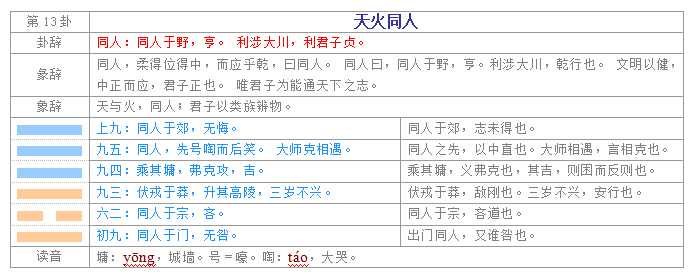 第 13 卦 天火同人
卦辞 同人：同人于野，亨。 利涉大川，利君子贞。
彖辞 同人，柔得位得中，而应乎乾，曰同人。 同人曰，同人于野，亨。利涉大川，乾行也。 文明以健，
中正而应，君子正也。 唯君子为能通天下之志。
象辞 天与火，同人；君子以类族辨物。
上九：同人于郊，无悔。 同人于郊，志未得也。
九五：同人，先号啕而后笑。 大师克相遇。 同人之先，以中直也。大师相遇，言相克也。
九四：乘其墉，弗克攻，吉。 乘其墉，义弗克也，其吉，则困而反则也。
九三：伏戎于莽，升其高陵，三岁不兴。 伏戎于莽，敌刚也。三岁不兴，安行也。
六二：同人于宗，吝。 同人于宗，吝道也。
初九：同人于门，无咎。 出门同人，又谁咎也。
读音 墉：yōng，城墙。号＝嚎。啕：táo，大哭。